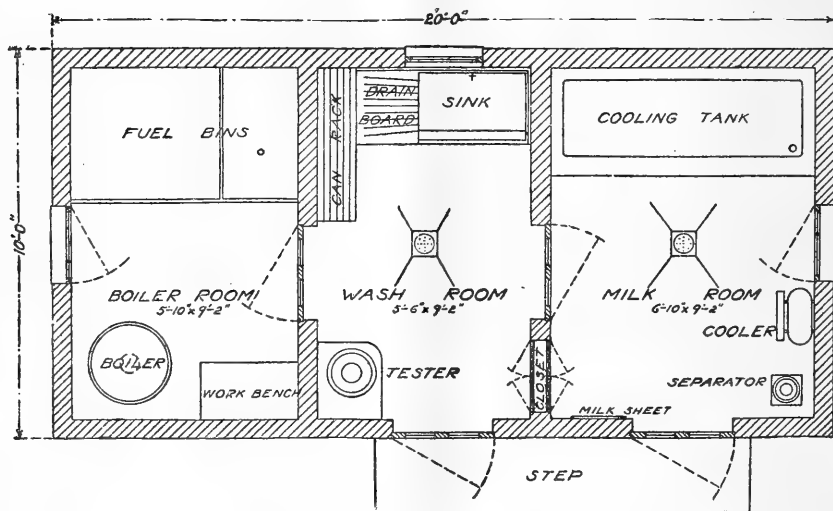 20'-0"
10'-0"
FUEL BINS
CAN RACK
DRAIN
BOARD
SINK
COOLING TANK
BOILER ROOM
5'-10" x 9'-2"
WASH ROOM
5'-6" x 9'-2"
MILK ROOM
6'-10" x 9'-2"
COOLER
BOILER
WORK BENCH
TESTER
CLOSET
SEPARATOR
MILK SHEET
STEP